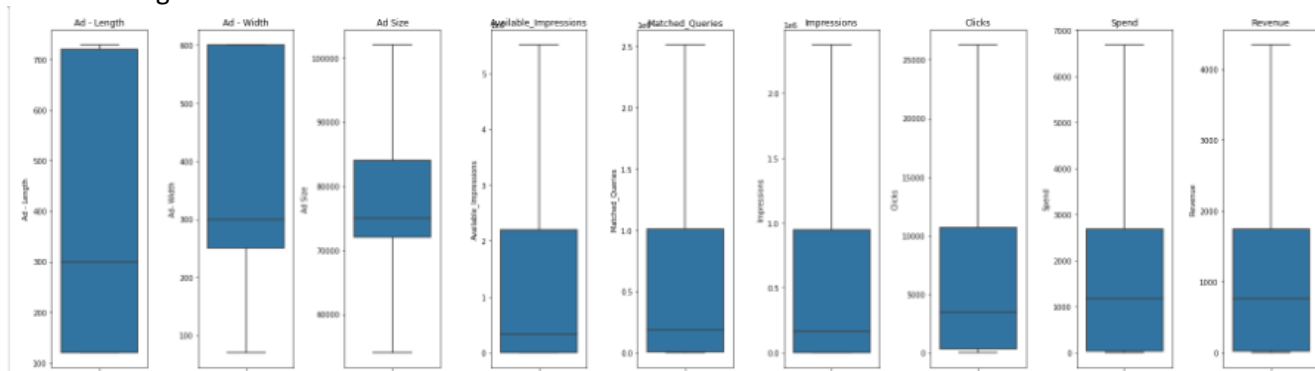 Ad - Length
Ad - Width
Ad Size
Available_Impressions
Matched_Queries
Impressions
Clicks
Spend
Revenue
1e6
Ad - Length
700
600
500
400
300
200
100
Ad- Width
600
500
400
300
200
100
Ad Size
100000
90000
80000
70000
60000
Available_Impressions
5
4
3
2
1
0
Matched_Queries
2.5
2.0
1.5
1.0
0.5
0.0
Impressions
2.0
1.5
1.0
0.5
0.0
Clicks
25000
20000
15000
10000
5000
0
Spend
7000
6000
5000
4000
3000
2000
1000
0
Revenue
4000
3000
2000
1000
0